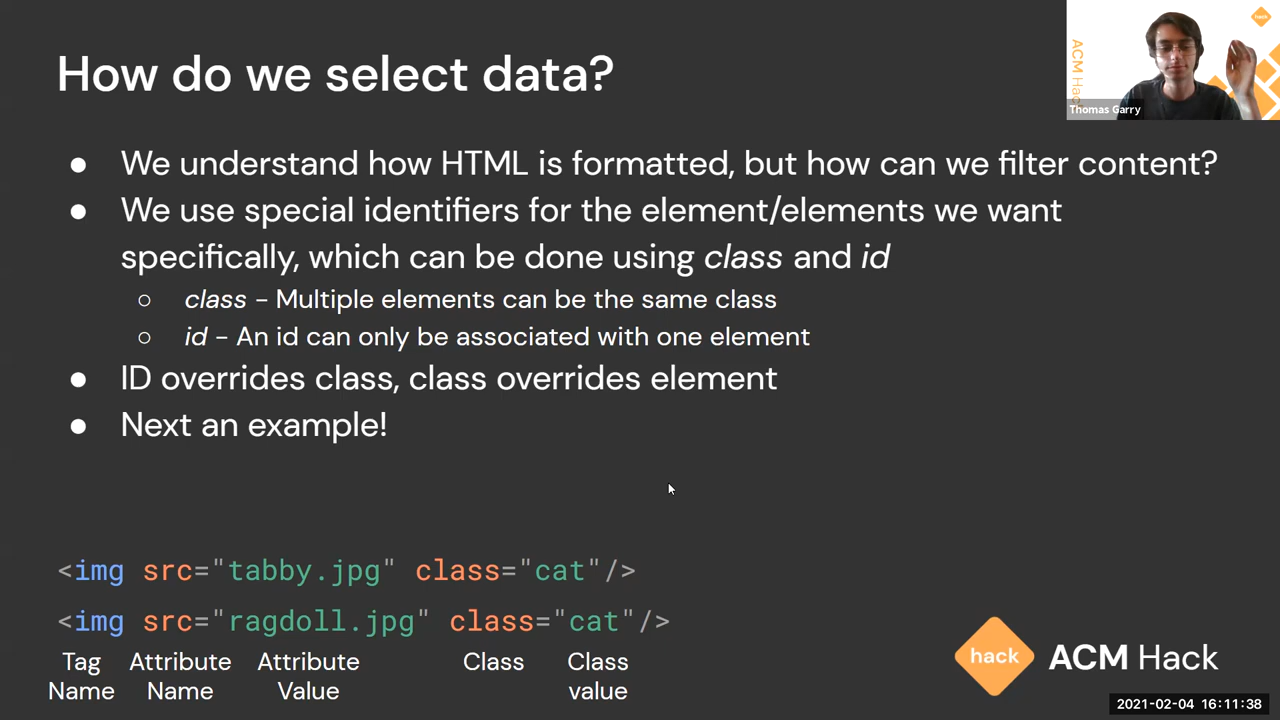 How do we select data?
hack
ACM Hac
Thomas Garry
● We understand how HTML is formatted, but how can we filter content?
● We use special identifiers for the element/elements we want
specifically, which can be done using class and id
○ class – Multiple elements can be the same class
○ id – An id can only be associated with one element
● ID overrides class, class overrides element
● Next an example!
<img src="tabby.jpg" class="cat"/>
<img src="ragdoll.jpg" class="cat"/>
Tag Attribute Attribute Class Class
Name Name Value value
hack ACM Hack
2021-02-04 16:11:38